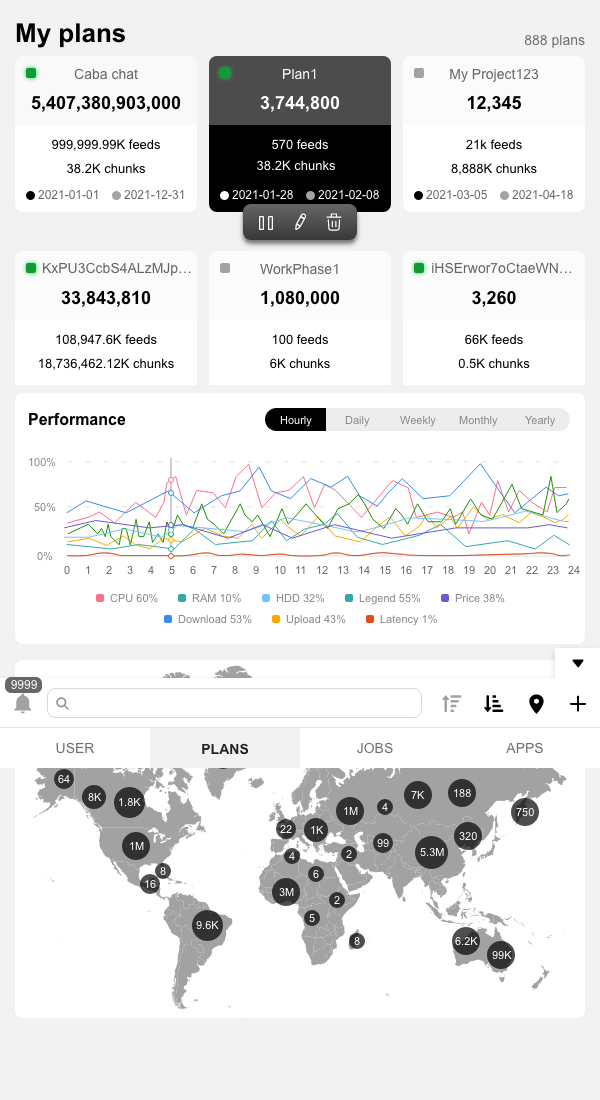 My plans
888 plans
Caba chat
5,407,380,903,000
999,999.99K feeds
38.2K chunks
2021-01-01 2021-12-31
Plan1
3,744,800
570 feeds
38.2K chunks
2021-01-28 2021-02-08
My Project123
12,345
21k feeds
8,888K chunks
2021-03-05 2021-04-18
KxPU3CcbS4ALzMJp...
33,843,810
108,947.6K feeds
18,736,462.12K chunks
WorkPhase1
1,080,000
100 feeds
6K chunks
iHSErwor7oCtaeWN...
3,260
66K feeds
0.5K chunks
Performance
Hourly Daily Weekly Monthly Yearly
100%
50%
0%
0 1 2 3 4 5 6 7 8 9 10 11 12 13 14 15 16 17 18 19 20 21 22 23 24
CPU 60% RAM 10% HDD 32% Legend 55% Price 38%
Download 53% Upload 43% Latency 1%
9999
USER PLANS JOBS APPS
64
8K
1.8K
1M
8
16
9.6K
22
1K
1M
4
7K
188
750
320
99
5.3M
2
4
6
3M
2
5
8
6.2K
99K